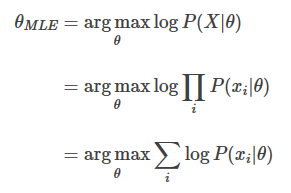 θ_MLE = arg max_θ log P(X|θ)
= arg max_θ log ∏_i P(x_i|θ)
= arg max_θ ∑_i log P(x_i|θ)